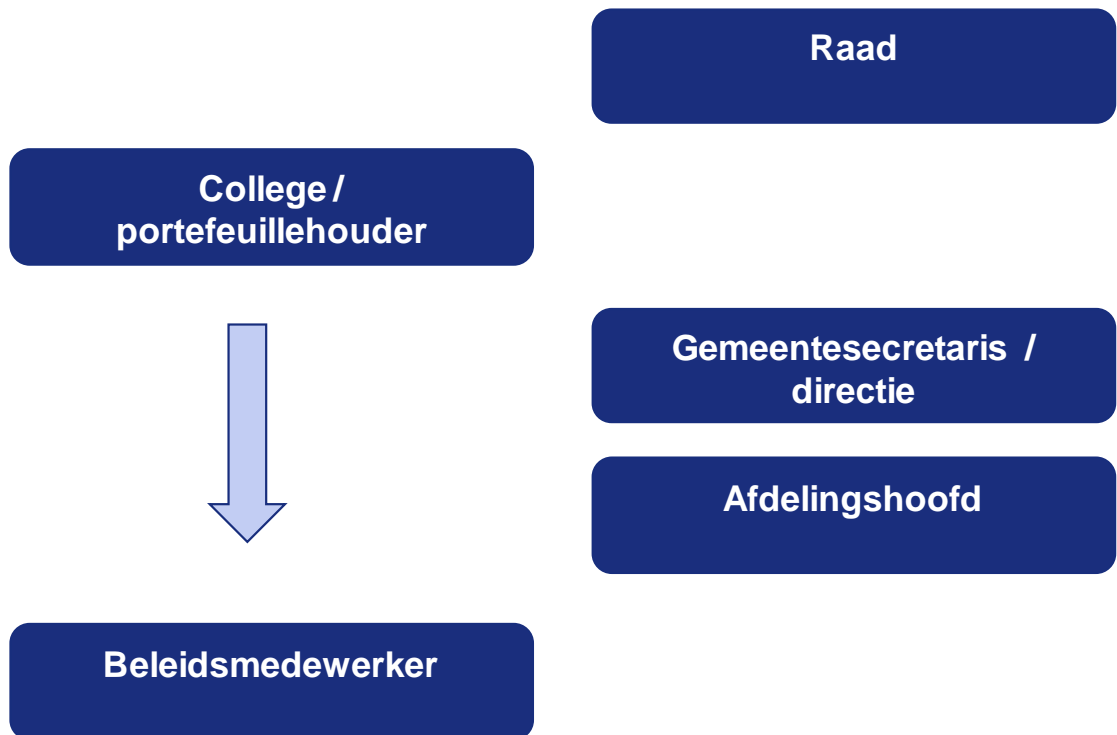 Raad
College /
portefeuillehouder
Gemeentesecretaris /
directie
Afdelingshoofd
Beleidsmedewerker